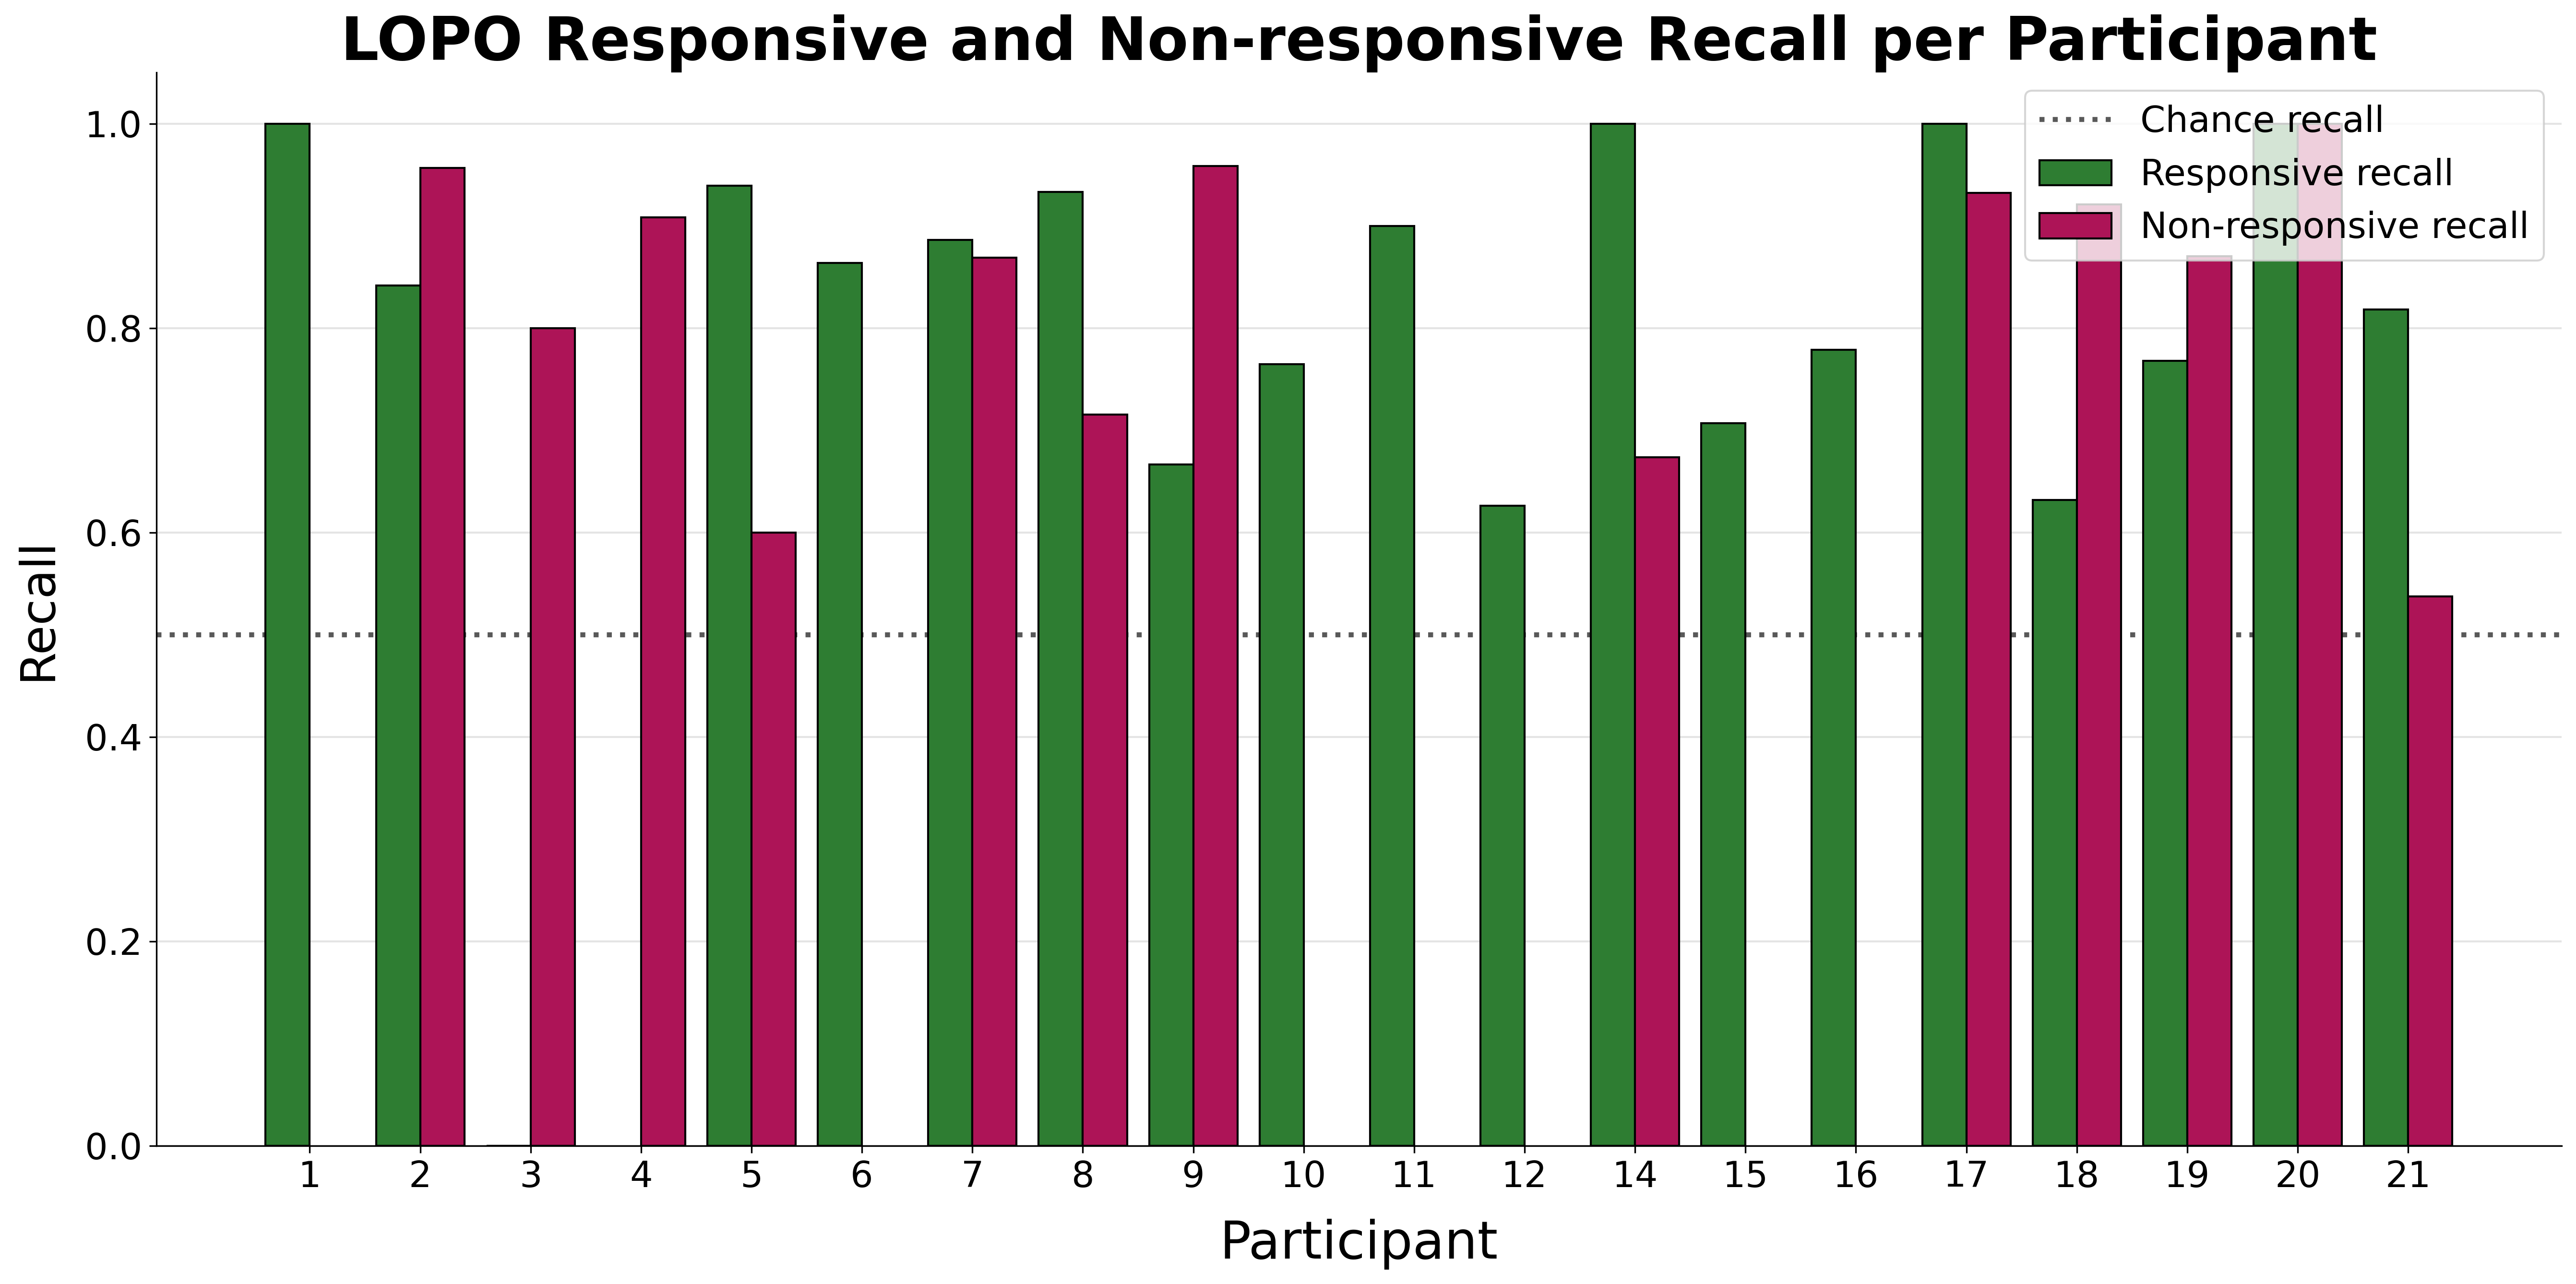 LOPO Responsive and Non-responsive Recall per Participant
Chance recall
Responsive recall
Non-responsive recall
1.0
0.8
0.6
0.4
0.2
0.0
Recall
1 2 3 4 5 6 7 8 9 10 11 12 14 15 16 17 18 19 20 21
Participant